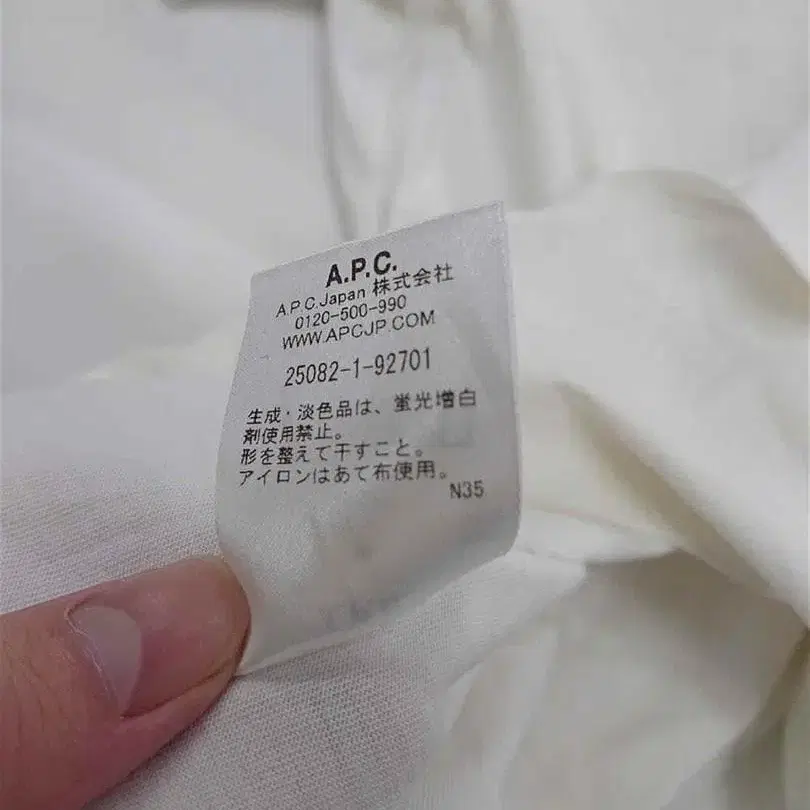 A.P.C.
A.P.C.Japan 株式会社
0120-500-990
WWW.APCJP.COM
25082-1-92701
生成・淡色品は、蛍光増白
剤使用禁止。
形を整えて干すこと。
アイロンはあて布使用。
N35